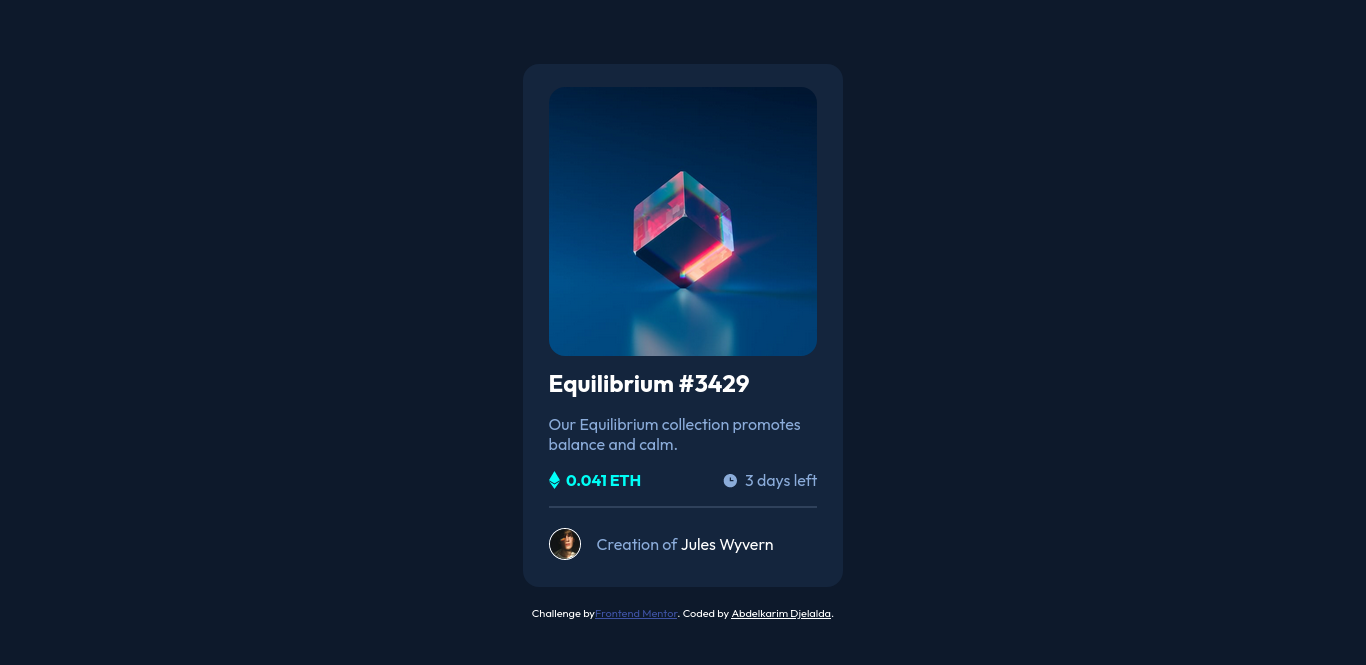 Equilibrium #3429
Our Equilibrium collection promotes
balance and calm.
0.041 ETH
3 days left
Creation of Jules Wyvern
Challenge byFrontend Mentor. Coded by Abdelkarim Djelalda.